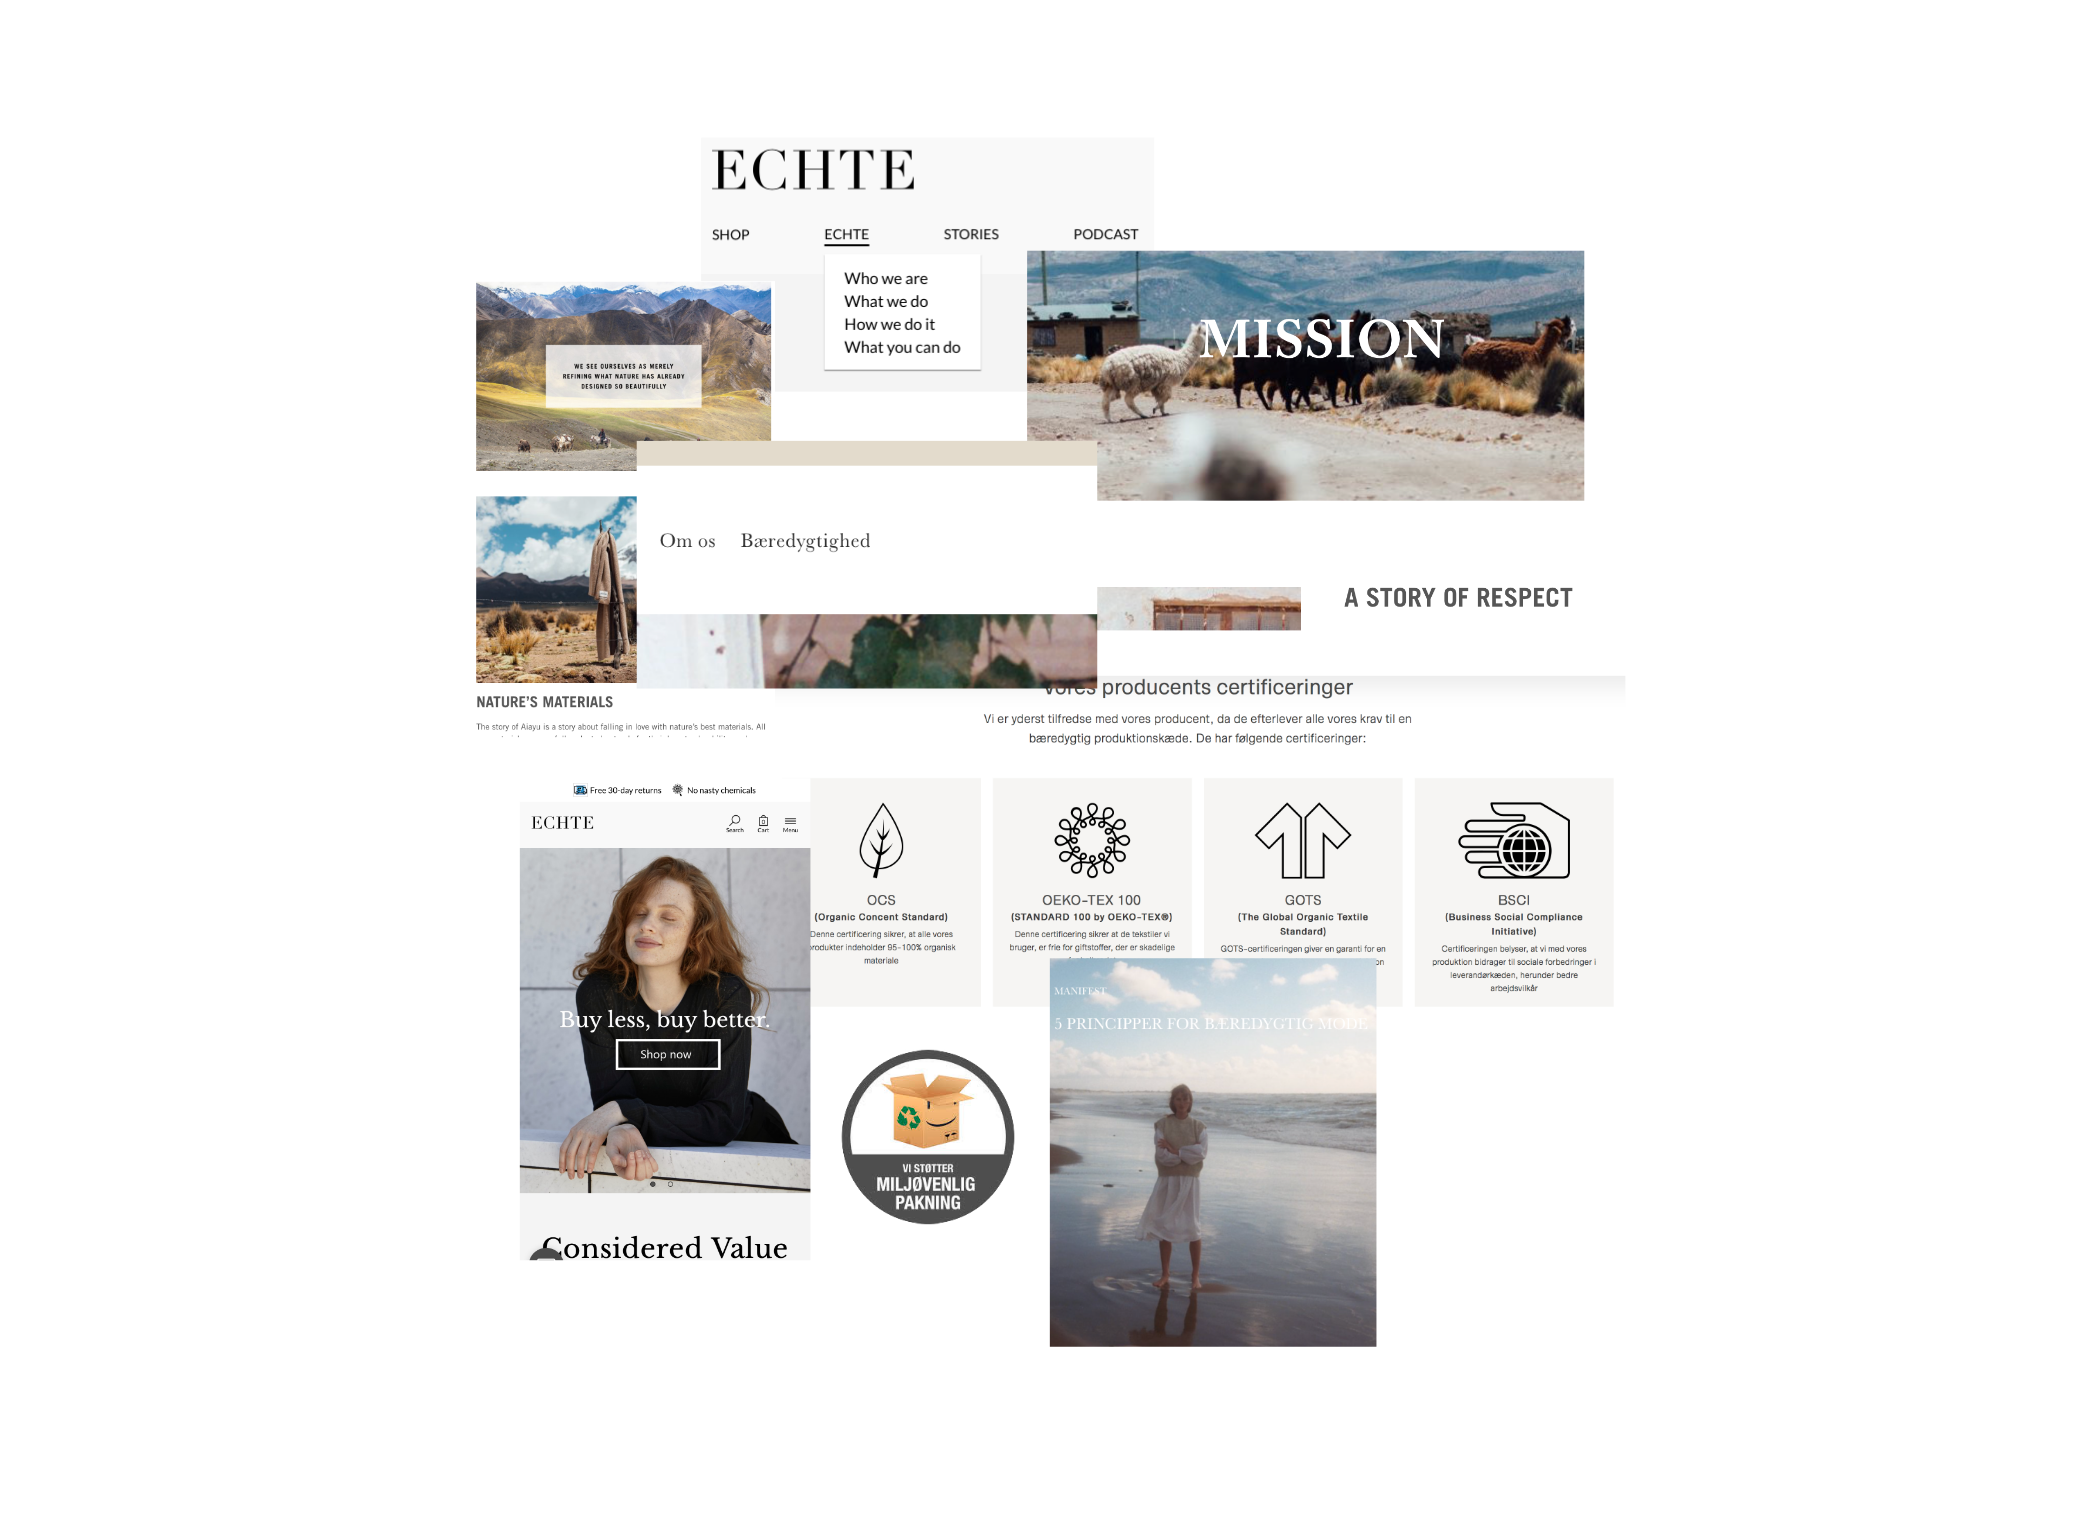 ECHTE
SHOP ECHTE STORIES PODCAST
Who we are
What we do
How we do it
What you can do
MISSION
WE SEE OURSELVES AS MERELY
REFINING WHAT NATURE HAS ALREADY
DESIGNED SO BEAUTIFULLY
Om os Bæredygtighed
A STORY OF RESPECT
NATURE'S MATERIALS
The story of Aiayu is a story about falling in love with nature's best materials. All
Vores producents certificeringer
Vi er yderst tilfredse med vores producent, da de efterlever alle vores krav til en
bæredygtig produktionskæde. De har følgende certificeringer:
Free 30-day returns No nasty chemicals
ECHTE
Search Cart Menu
Buy less, buy better.
Shop now
Considered Value
OCS
(Organic Concent Standard)
Denne certificering sikrer, at alle vores
produkter indeholder 95-100% organisk
materiale
OEKO-TEX 100
(STANDARD 100 by OEKO-TEX®)
Denne certificering sikrer at de tekstiler vi
bruger, er frie for giftstoffer, der er skadelige
GOTS
(The Global Organic Textile
Standard)
GOTS-certificeringen giver en garanti for en
on
BSCI
(Business Social Compliance
Initiative)
Certificeringen belyser, at vi med vores
produktion bidrager til sociale forbedringer i
leverandørkæden, herunder bedre
arbejdsvilkår
VI STØTTER
MILJØVENLIG
PAKNING
MANIFEST
5 PRINCIPPER FOR BÆREDYGTIG MODE